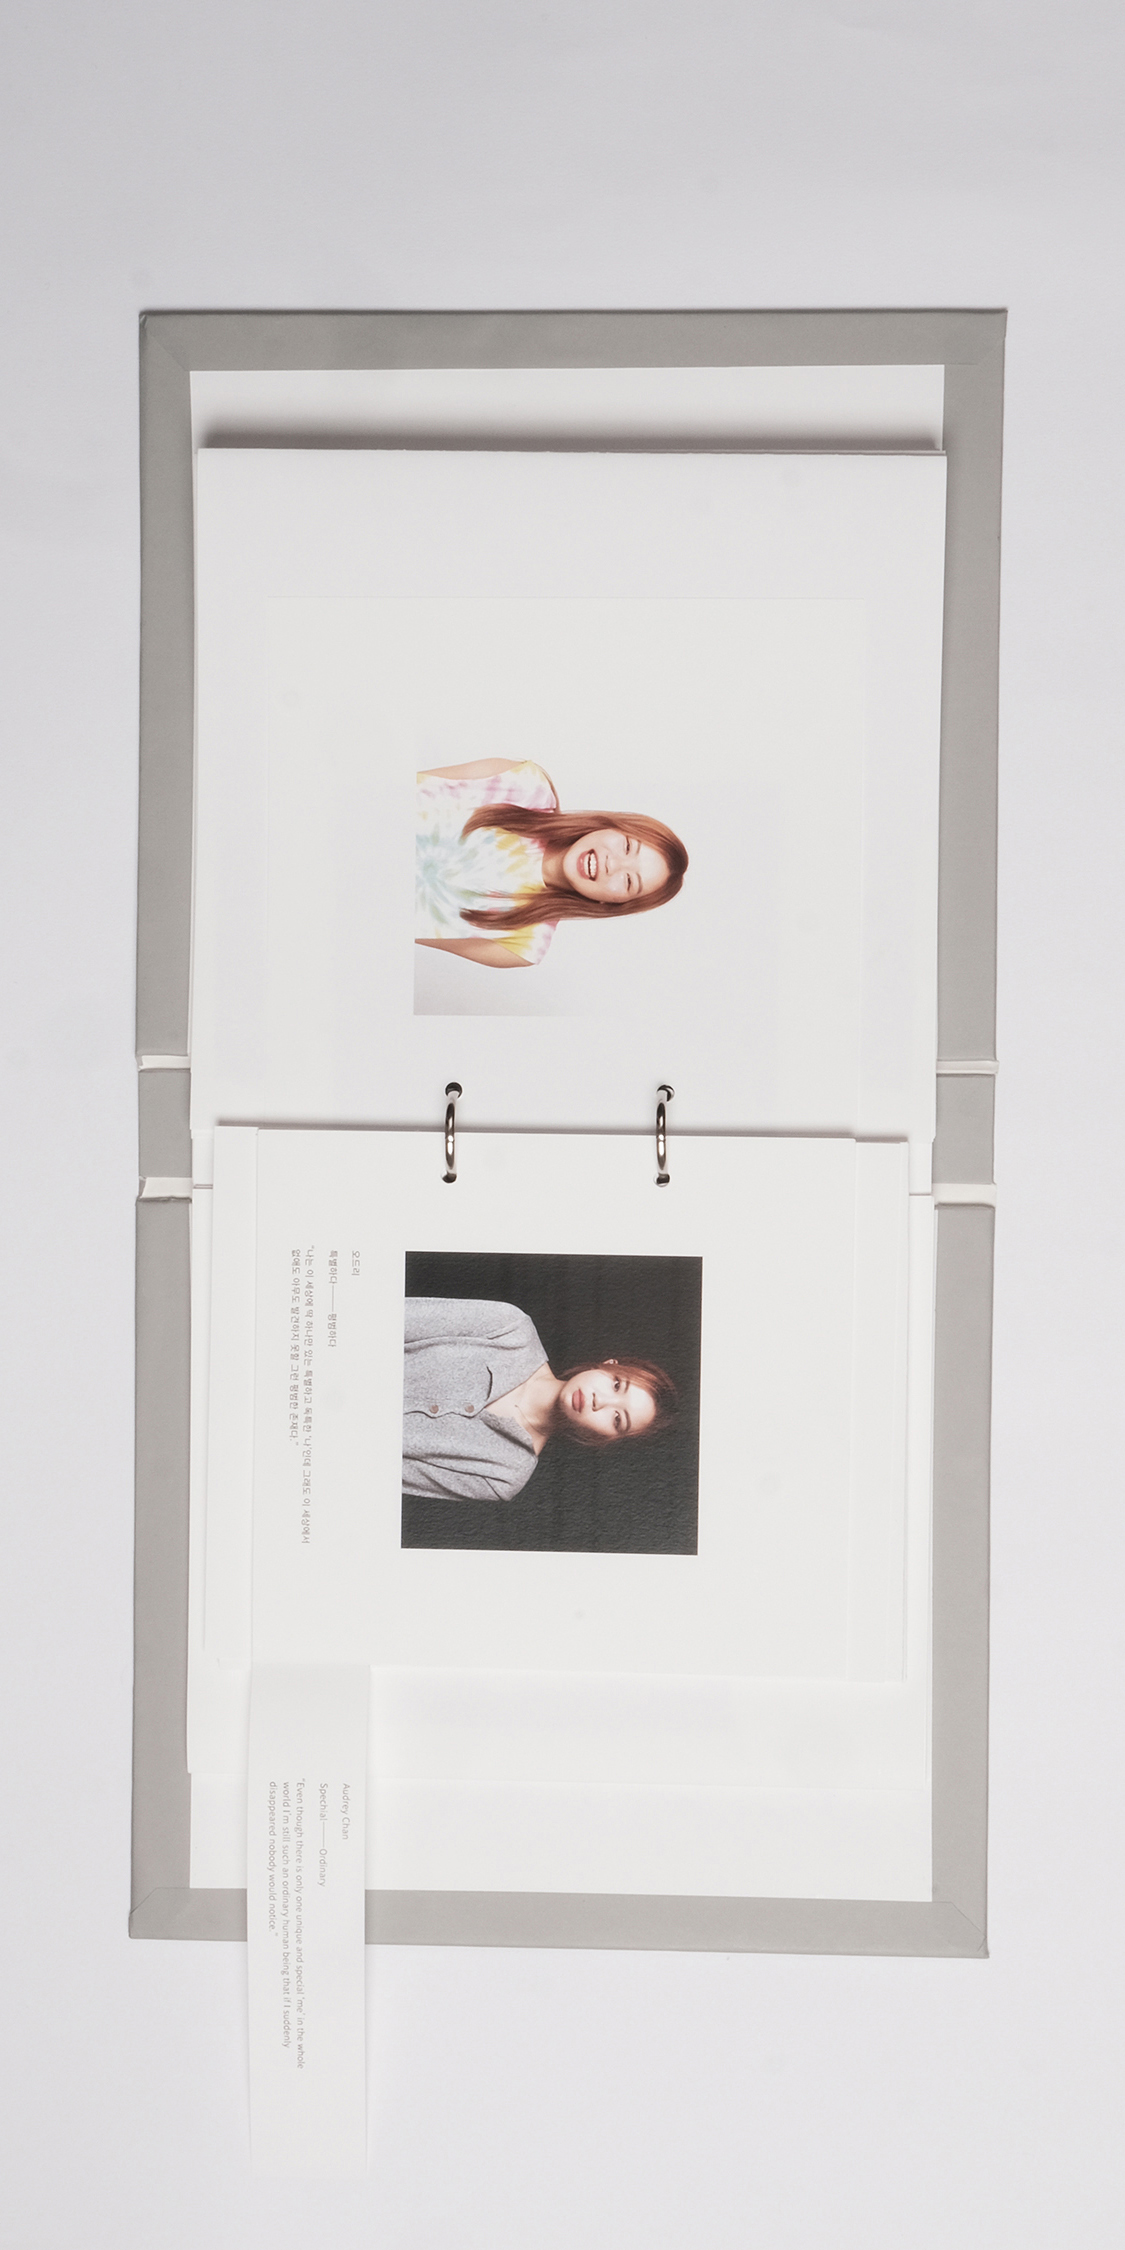 오드리
특별하다———평범하다
“나는 이 세상에 딱 하나만 있는 특별하고 독특한 ‘나’인데 그래도 이 세상에서
없애도 아무도 발견하지 못할 그런 평범한 존재다.”
Audrey Chan
Spechial———Ordinary
“Even though there is only one unique and special ‘me’ in the whole
world I’m still such an ordinary human being that if I suddenly
disappeared nobody would notice.”